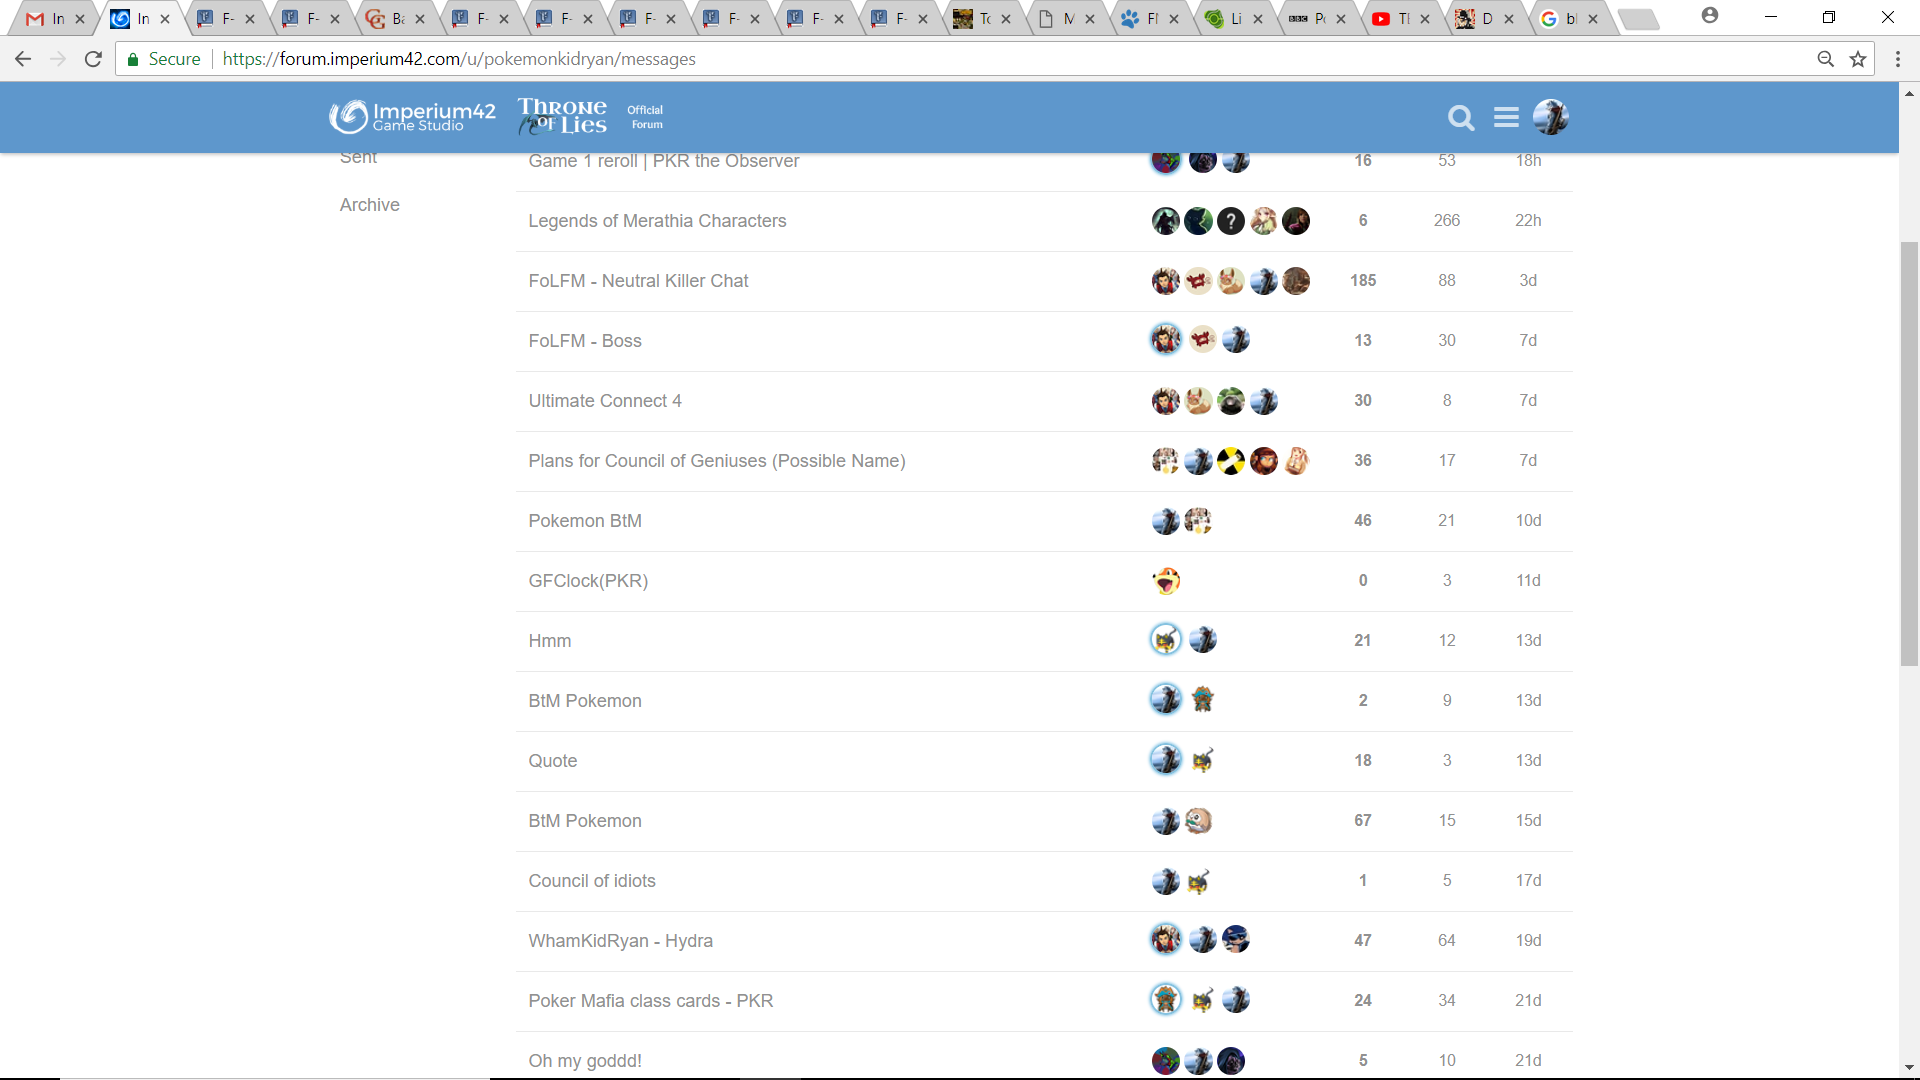 In
In
F-
F-
Ba
F-
F-
F-
F-
F-
F-
To
M
FI
Li
BBC
Po
Tl
D
bl
Secure
https://forum.imperium42.com/u/pokemonkidryan/messages
Imperium42
Game Studio
Throne of Lies
Official
Forum
Sent
Archive
Game 1 reroll | PKR the Observer 16 53 18h
Legends of Merathia Characters ? 6 266 22h
FoLFM - Neutral Killer Chat 185 88 3d
FoLFM - Boss 13 30 7d
Ultimate Connect 4 30 8 7d
Plans for Council of Geniuses (Possible Name) 36 17 7d
Pokemon BtM 46 21 10d
GFClock(PKR) 0 3 11d
Hmm 21 12 13d
BtM Pokemon 2 9 13d
Quote 18 3 13d
BtM Pokemon 67 15 15d
Council of idiots 1 5 17d
WhamKidRyan - Hydra 47 64 19d
Poker Mafia class cards - PKR 24 34 21d
Oh my goddd! 5 10 21d